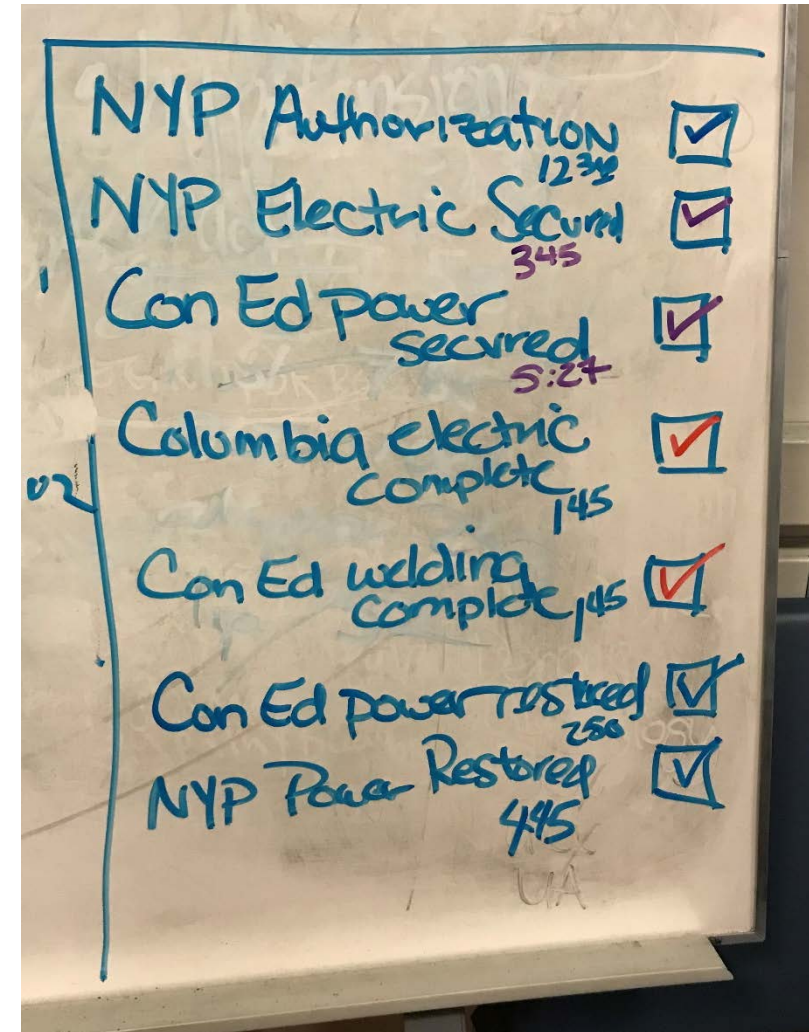 NYP Authorization
NYP Electric Secured
345
Con Ed power
secured
5:27
Columbia electric
complete
145
Con Ed welding
complete 145
Con Ed power restored
250
NYP Power Restored
445
UA